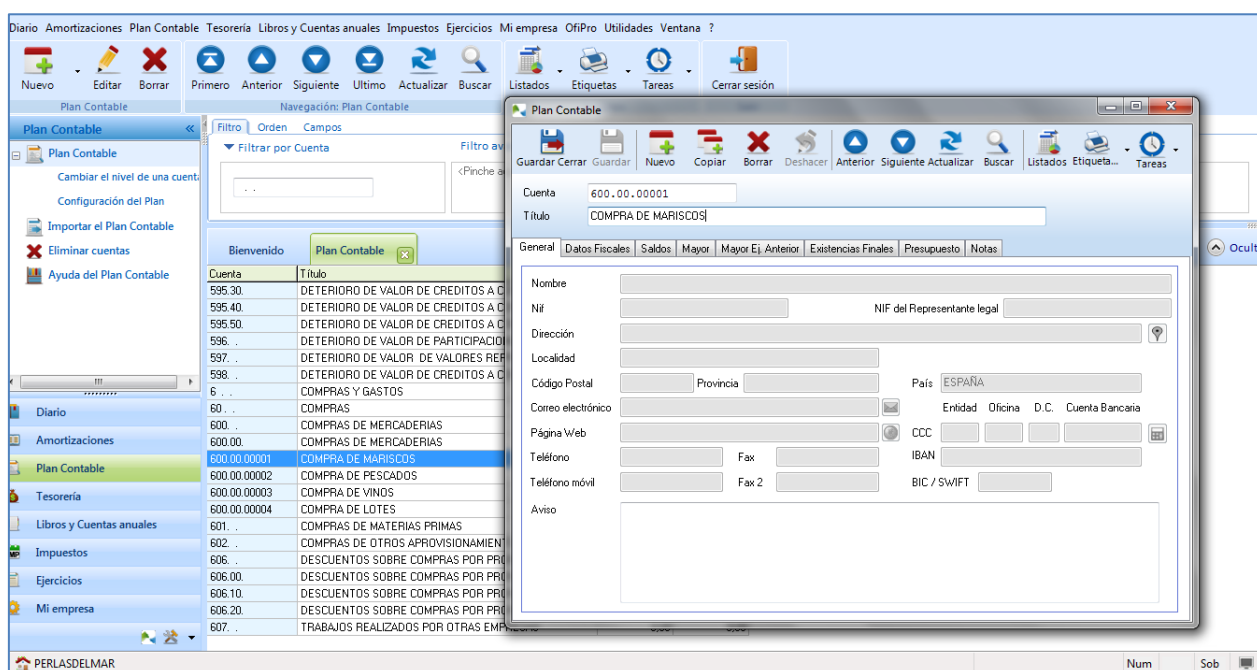 Diario Amortizaciones Plan Contable Tesorería Libros y Cuentas anuales Impuestos Ejercicios Mi empresa OfiPro Utilidades Ventana ?
Nuevo Editar Borrar Primero Anterior Siguiente Ultimo Actualizar Buscar Listados Etiquetas Tareas Cerrar sesión
Plan Contable Navegación: Plan Contable
Plan Contable «
Plan Contable
Cambiar el nivel de una
Configuración del Plan
Importar el Plan Contable
Eliminar cuentas
Ayuda del Plan Contable
Diario
Amortizaciones
Plan Contable
Tesorería
Libros y Cuentas anuales
Impuestos
Ejercicios
Mi empresa
Filtro Orden Campos
Filtrar por Cuenta Filtro
<Pinche
. .
Bienvenido Plan Contable
Cuenta Título
595.30. DETERIORO DE VALOR DE CREDITOS A
595.40. DETERIORO DE VALOR DE CREDITOS A
595.50. DETERIORO DE VALOR DE CREDITOS A
596. . DETERIORO DE VALOR DE
597. . DETERIORO DE VALOR DE VALORES
598. . DETERIORO DE VALOR DE CREDITOS A
6 . . COMPRAS Y GASTOS
60 . . COMPRAS
600. . COMPRAS DE MERCADERIAS
600.00. COMPRAS DE MERCADERIAS
600.00.00001 COMPRA DE MARISCOS
600.00.00002 COMPRA DE PESCADOS
600.00.00003 COMPRA DE VINOS
600.00.00004 COMPRA DE LOTES
601. . COMPRAS DE MATERIAS PRIMAS
602. . COMPRAS DE OTROS
606. . DESCUENTOS SOBRE COMPRAS POR
606.00. DESCUENTOS SOBRE COMPRAS POR
606.10. DESCUENTOS SOBRE COMPRAS POR
606.20. DESCUENTOS SOBRE COMPRAS POR
607. . TRABAJOS REALIZADOS POR OTRAS
Plan Contable
Guardar Cerrar Guardar Nuevo Copiar Borrar Deshacer Anterior Siguiente Actualizar Buscar Listados Etiqueta... Tareas
Cuenta 600.00.00001
Título COMPRA DE MARISCOS
General Datos Fiscales Saldos Mayor Mayor Ej. Anterior Existencias Finales Presupuesto Notas
Nombre
Nif NIF del Representante legal
Dirección
Localidad
Código Postal Provincia País ESPAÑA
Correo electrónico Entidad Oficina D.C. Cuenta Bancaria
Página Web CCC
Teléfono Fax IBAN
Teléfono móvil Fax 2 BIC / SWIFT
Aviso
PERLASDELMAR Num Sob